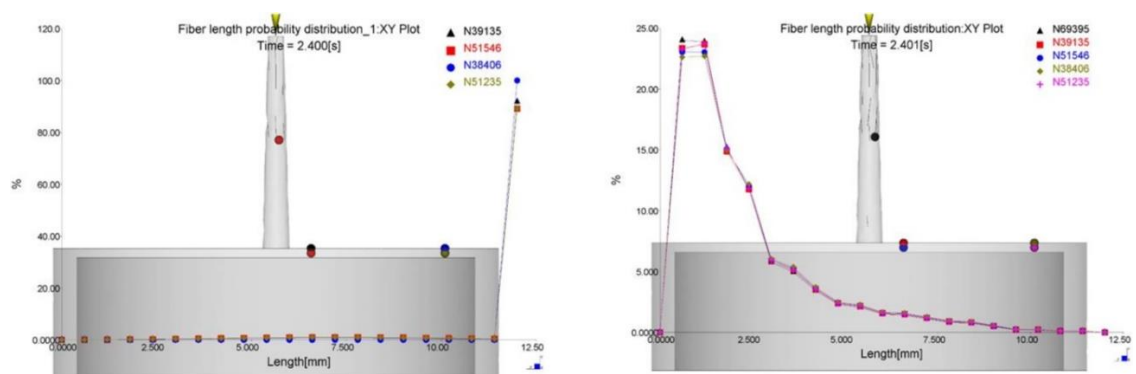 Fiber length probability distribution_1:XY Plot
Time = 2.400[s]
N39135
N51546
N38406
N51235
120.0
100.0
80.00
60.00
40.00
20.00
0.0000
%
0.0000
2.500
5.000
7.500
10.00
12.50
Length[mm]
Fiber length probability distribution:XY Plot
Time = 2.401[s]
N69395
N39135
N51546
N38406
N51235
25.00
20.00
15.00
10.00
5.000
0.0000
%
0.0000
2.500
5.000
7.500
10.00
12.50
Length[mm]